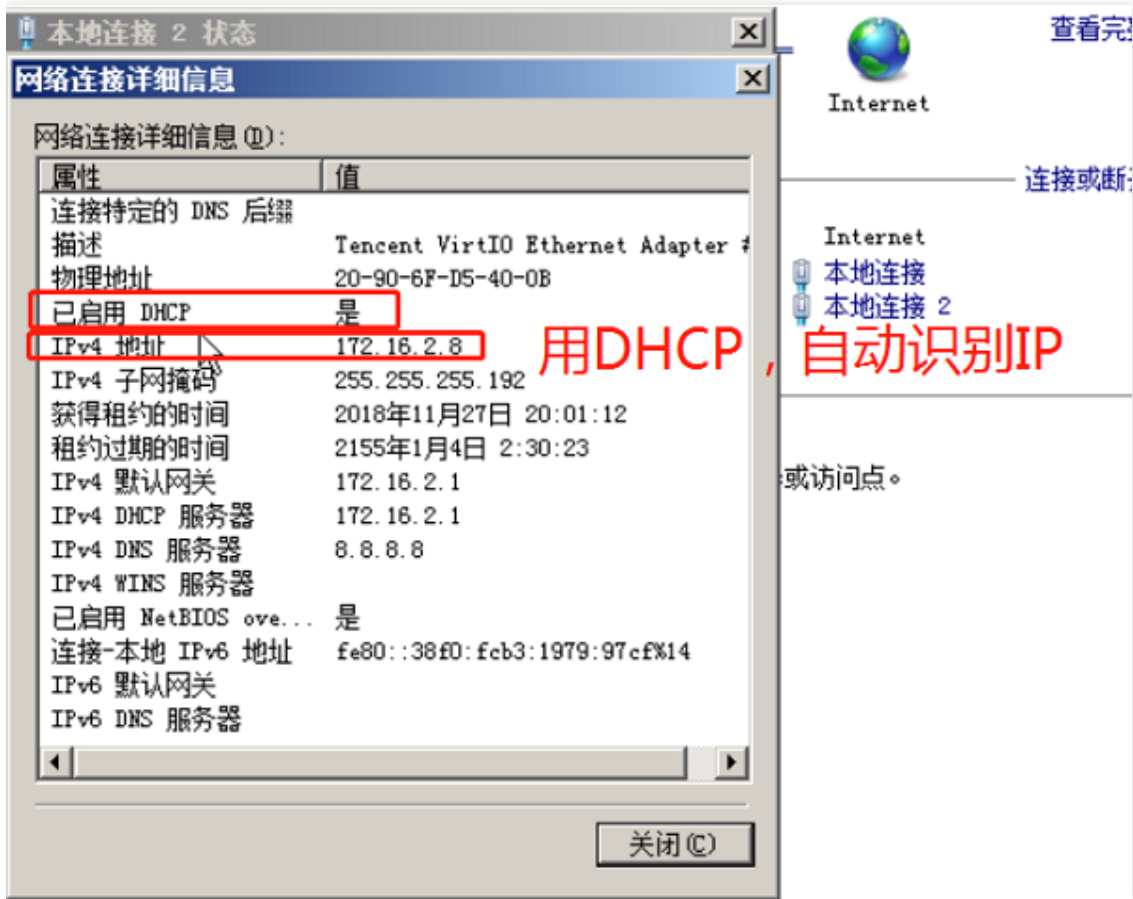 本地连接 2 状态
网络连接详细信息
网络连接详细信息(D):
属性 值
连接特定的 DNS 后缀
描述 Tencent VirtIO Ethernet Adapter #
物理地址 20-90-6F-D5-40-0B
已启用 DHCP 是
IPv4 地址 172.16.2.8
IPv4 子网掩码 255.255.255.192
获得租约的时间 2018年11月27日 20:01:12
租约过期的时间 2155年1月4日 2:30:23
IPv4 默认网关 172.16.2.1
IPv4 DHCP 服务器 172.16.2.1
IPv4 DNS 服务器 8.8.8.8
IPv4 WINS 服务器
已启用 NetBIOS ove... 是
连接-本地 IPv6 地址 fe80::38f0:fcb3:1979:97cf%14
IPv6 默认网关
IPv6 DNS 服务器
关闭(C)
查看完
Internet
连接或断
Internet
本地连接
本地连接 2
用DHCP，自动识别IP
或访问点。